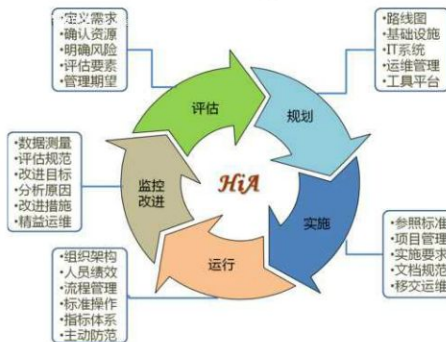 •定义需求
•确认资源
•明确风险
•评估要素
•管理期望
•路线图
•基础设施
•IT系统
•运维管理
•工具平台
评估
规划
•数据测量
•评估规范
•改进目标
•分析原因
•改进措施
•精益运维
监控
改进
HiA
实施
•参照标准
•项目管理
•实施要求
•文档规范
•移交运维
运行
•组织架构
•人员绩效
•流程管理
•标准操作
•指标体系
•主动防范